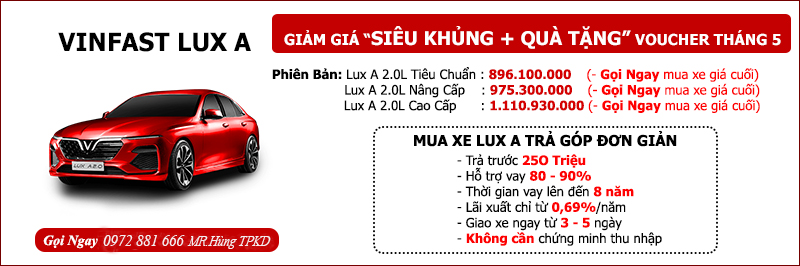 VINFAST LUX A
GIẢM GIÁ “SIÊU KHỦNG + QUÀ TẶNG” VOUCHER THÁNG 5
Phiên Bản: Lux A 2.0L Tiêu Chuẩn : 896.100.000 (- Gọi Ngay mua xe giá cuối)
Lux A 2.0L Nâng Cấp : 975.300.000 (- Gọi Ngay mua xe giá cuối)
Lux A 2.0L Cao Cấp : 1.110.930.000 (- Gọi Ngay mua xe giá cuối)
MUA XE LUX A TRẢ GÓP ĐƠN GIẢN
- Trả trước 25O Triệu
- Hỗ trợ vay 80 - 90%
- Thời gian vay lên đến 8 năm
- Lãi xuất chỉ từ 0,69%/năm
- Giao xe ngay từ 3 - 5 ngày
- Không cần chứng minh thu nhập
LUX A2.0
Gọi Ngay 0972 881 666 MR.Hùng TPKD